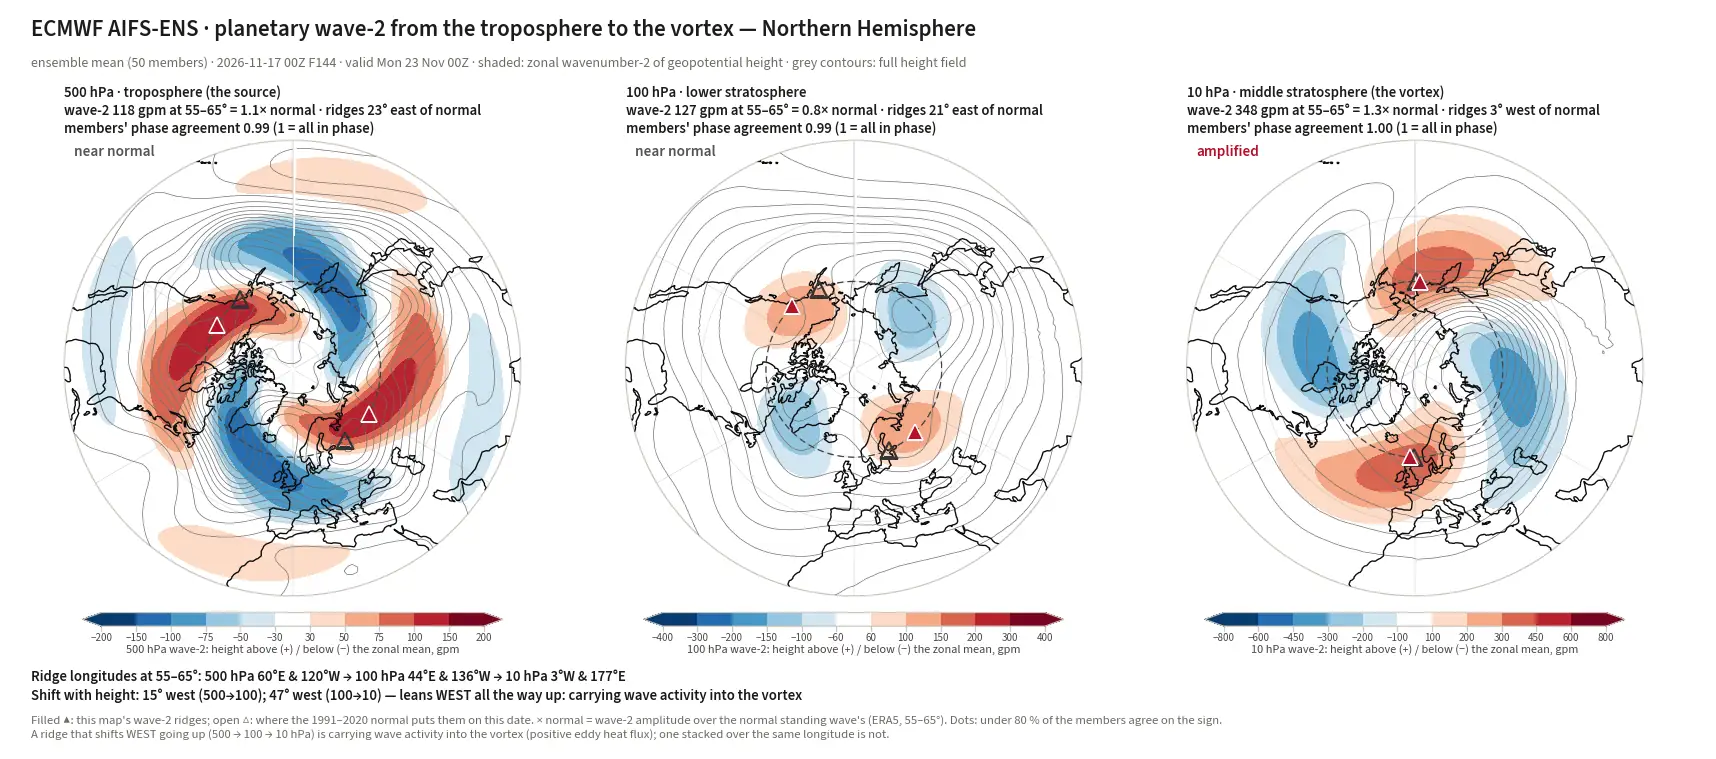 ECMWF AIFS-ENS · planetary wave-2 from the troposphere to the vortex — Northern Hemisphere
ensemble mean (50 members) · 2026-11-17 00Z F144 · valid Mon 23 Nov 00Z · shaded: zonal wavenumber-2 of geopotential height · grey contours: full height field
500 hPa · troposphere (the source)
wave-2 118 gpm at 55–65° = 1.1× normal · ridges 23° east of normal
members' phase agreement 0.99 (1 = all in phase)
near normal
100 hPa · lower stratosphere
wave-2 127 gpm at 55–65° = 0.8× normal · ridges 21° east of normal
members' phase agreement 0.99 (1 = all in phase)
near normal
10 hPa · middle stratosphere (the vortex)
wave-2 348 gpm at 55–65° = 1.3× normal · ridges 3° west of normal
members' phase agreement 1.00 (1 = all in phase)
amplified
−200 −150 −100 −75 −50 −30 30 50 75 100 150 200
500 hPa wave-2: height above (+) / below (−) the zonal mean, gpm
−400 −300 −200 −150 −100 −60 60 100 150 200 300 400
100 hPa wave-2: height above (+) / below (−) the zonal mean, gpm
−800 −600 −450 −300 −200 −100 100 200 300 450 600 800
10 hPa wave-2: height above (+) / below (−) the zonal mean, gpm
Ridge longitudes at 55–65°: 500 hPa 60°E & 120°W → 100 hPa 44°E & 136°W → 10 hPa 3°W & 177°E
Shift with height: 15° west (500→100); 47° west (100→10) — leans WEST all the way up: carrying wave activity into the vortex
Filled ▲: this map's wave-2 ridges; open △: where the 1991–2020 normal puts them on this date. × normal = wave-2 amplitude over the normal standing wave's (ERA5, 55–65°). Dots: under 80 % of the members agree on the sign.
A ridge that shifts WEST going up (500 → 100 → 10 hPa) is carrying wave activity into the vortex (positive eddy heat flux); one stacked over the same longitude is not.